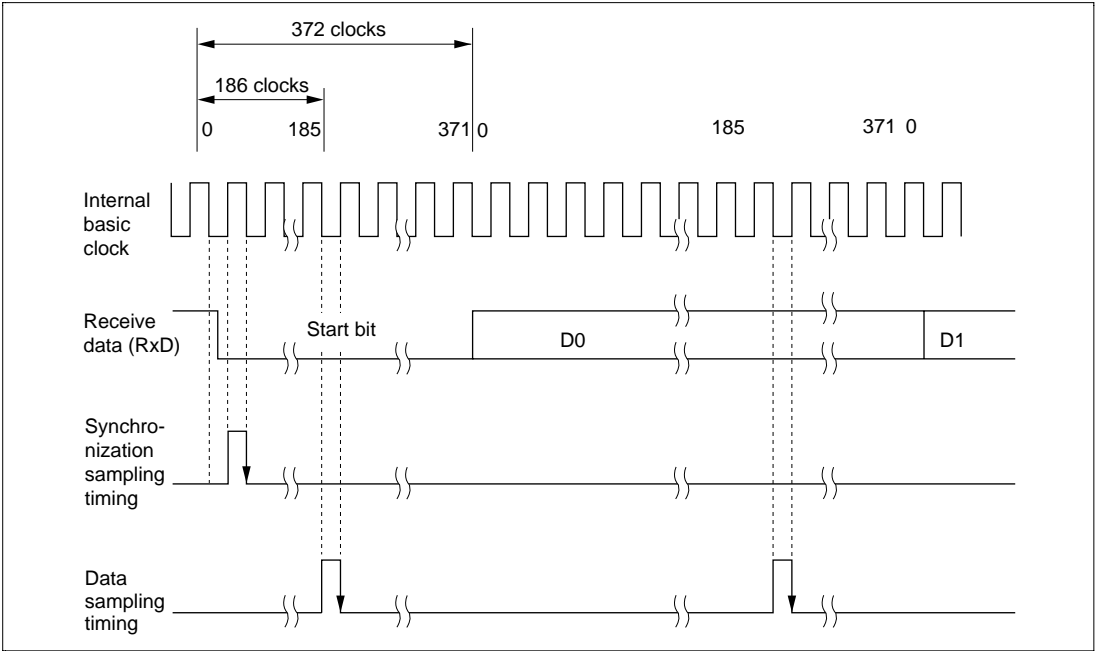 372 clocks
186 clocks
0 185 371 0 185 371 0
Internal
basic
clock
Receive
data (RxD)
Start bit
D0
D1
Synchro-
nization
sampling
timing
Data
sampling
timing